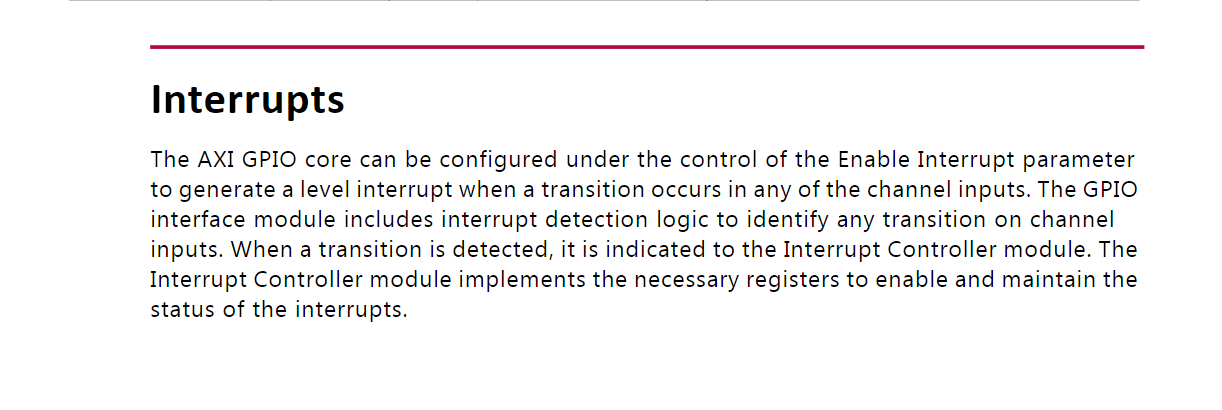 Interrupts
The AXI GPIO core can be configured under the control of the Enable Interrupt parameter
to generate a level interrupt when a transition occurs in any of the channel inputs. The GPIO
interface module includes interrupt detection logic to identify any transition on channel
inputs. When a transition is detected, it is indicated to the Interrupt Controller module. The
Interrupt Controller module implements the necessary registers to enable and maintain the
status of the interrupts.